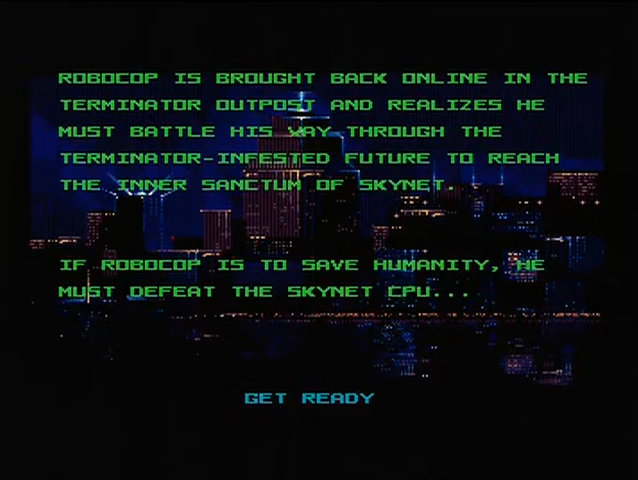 ROBOCOP IS BROUGHT BACK ONLINE IN THE
TERMINATOR OUTPOST AND REALIZES HE
MUST BATTLE HIS WAY THROUGH THE
TERMINATOR-INFESTED FUTURE TO REACH
THE INNER SANCTUM OF SKYNET.
IF ROBOCOP IS TO SAVE HUMANITY, HE
MUST DEFEAT THE SKYNET CPU...
GET READY